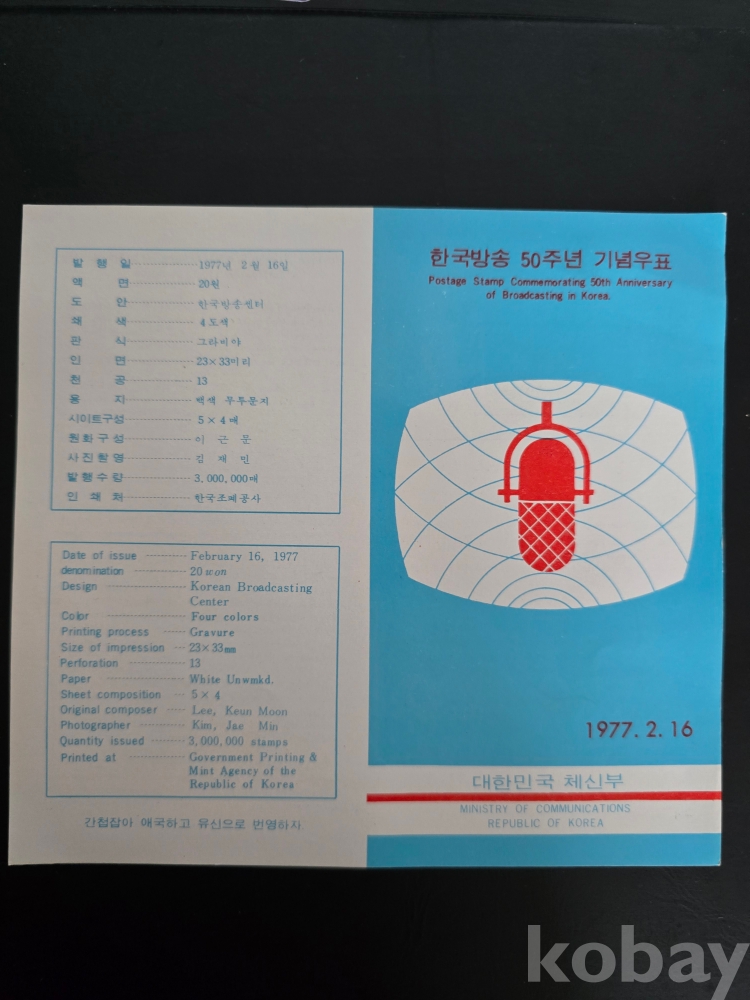 발행일 1977년 2월 16일
액면 20원
도안 한국방송센터
쇄색 4도색
판식 그라비아
인면 23×33미리
천공 13
용지 백색 무투문지
시이트구성 5×4매
원화구성 이근문
사진촬영 김재민
발행수량 3,000,000매
인쇄처 한국조폐공사
Date of issue February 16, 1977
denomination 20 won
Design Korean Broadcasting
Center
Color Four colors
Printing process Gravure
Size of impression 23×33mm
Perforation 13
Paper White Unwmkd.
Sheet composition 5×4
Original composer Lee, Keun Moon
Photographer Kim, Jae Min
Quantity issued 3,000,000 stamps
Printed at Government Printing &
Mint Agency of the
Republic of Korea
간첩잡아 애국하고 유신으로 번영하자
한국방송 50주년 기념우표
Postage Stamp Commemorating 50th Anniversary
of Broadcasting in Korea.
1977. 2. 16
대한민국 체신부
MINISTRY OF COMMUNICATIONS
REPUBLIC OF KOREA
kobay